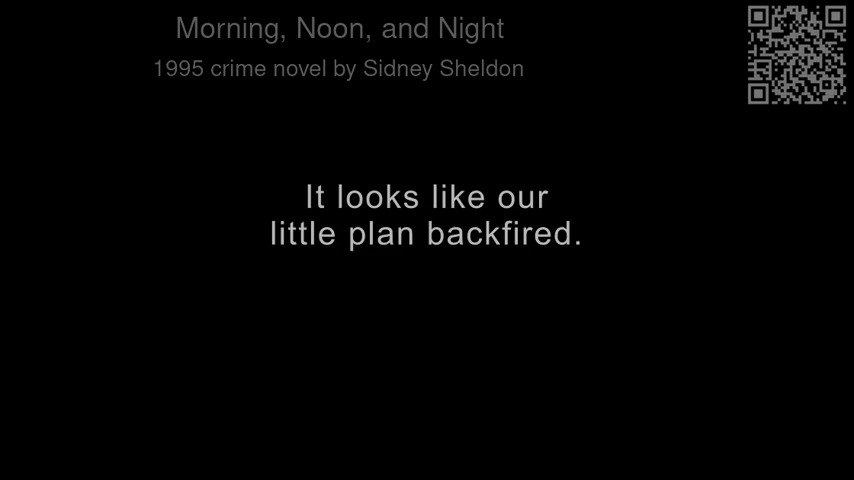 Morning, Noon, and Night
1995 crime novel by Sidney Sheldon
It looks like our
little plan backfired.